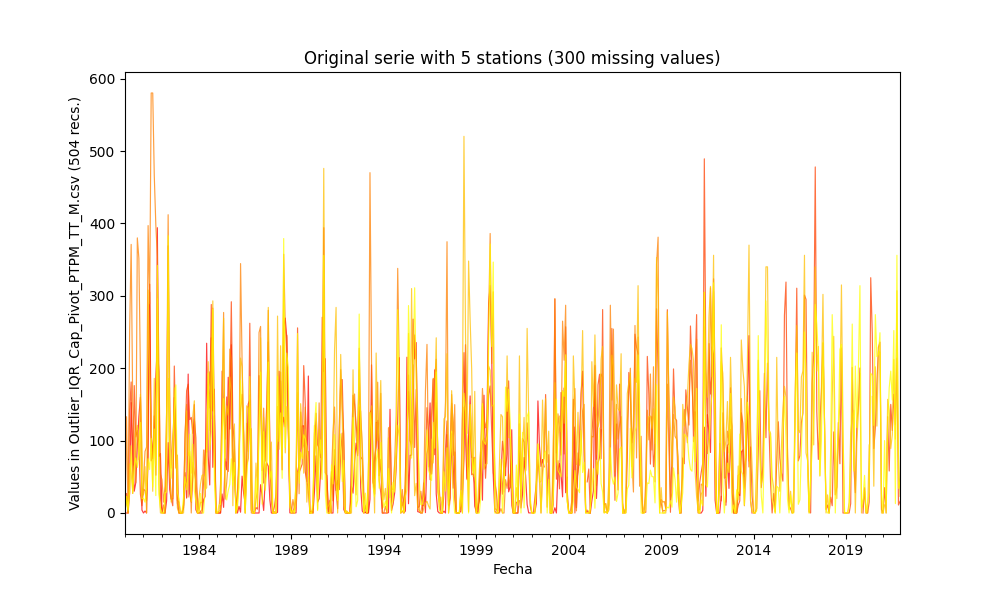 Original serie with 5 stations (300 missing values)
Values in Outlier_IQR_Cap_Pivot_PTPM_TT_M.csv (504 recs.)
600
500
400
300
200
100
0
1984 1989 1994 1999 2004 2009 2014 2019
Fecha